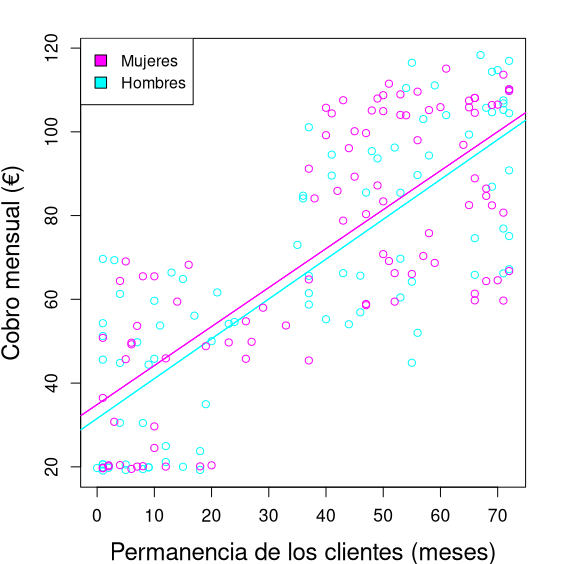 Mujeres
Hombres
Cobro mensual (€)
120
100
80
60
40
20
0 10 20 30 40 50 60 70
Permanencia de los clientes (meses)